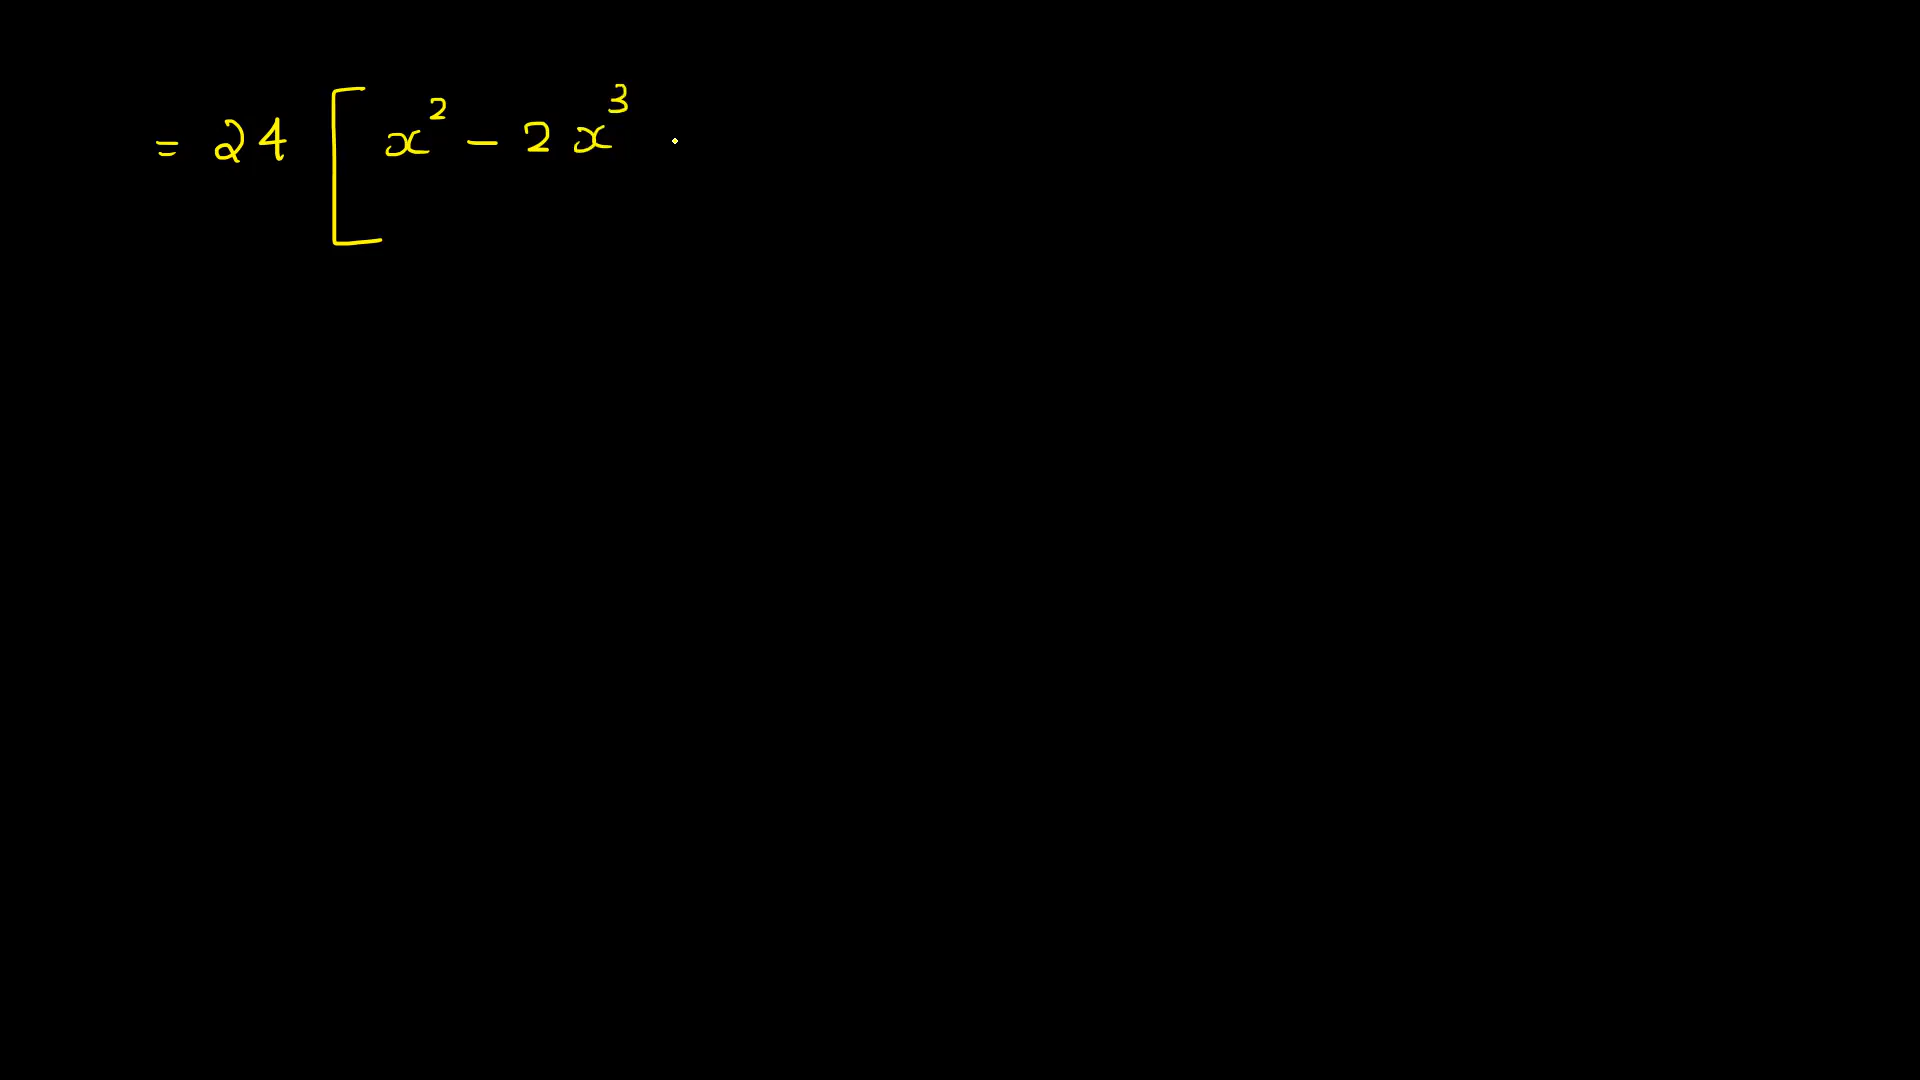 = 24 [ x² - 2x³